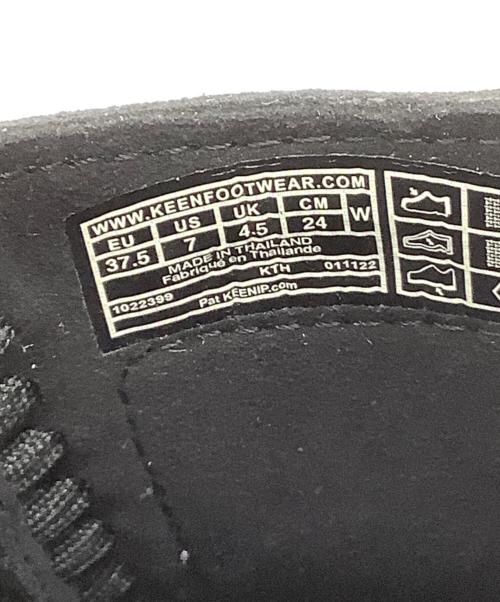 WWW.KEENFOOTWEAR.COM
EU US UK CM W
37.5 7 4.5 24
MADE IN THAILAND
Fabriqué en Thaïlande
KTH 011122
1022399 Pat KEENIP.com